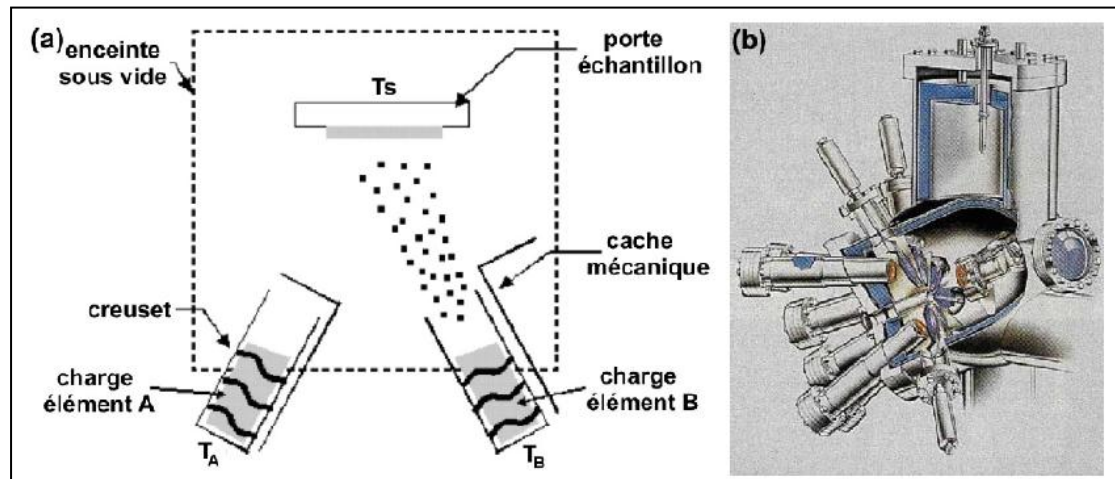 (a)
enceinte
sous vide
porte
échantillon
Ts
cache
mécanique
creuset
charge
élément A
charge
élément B
TA
TB
(b)